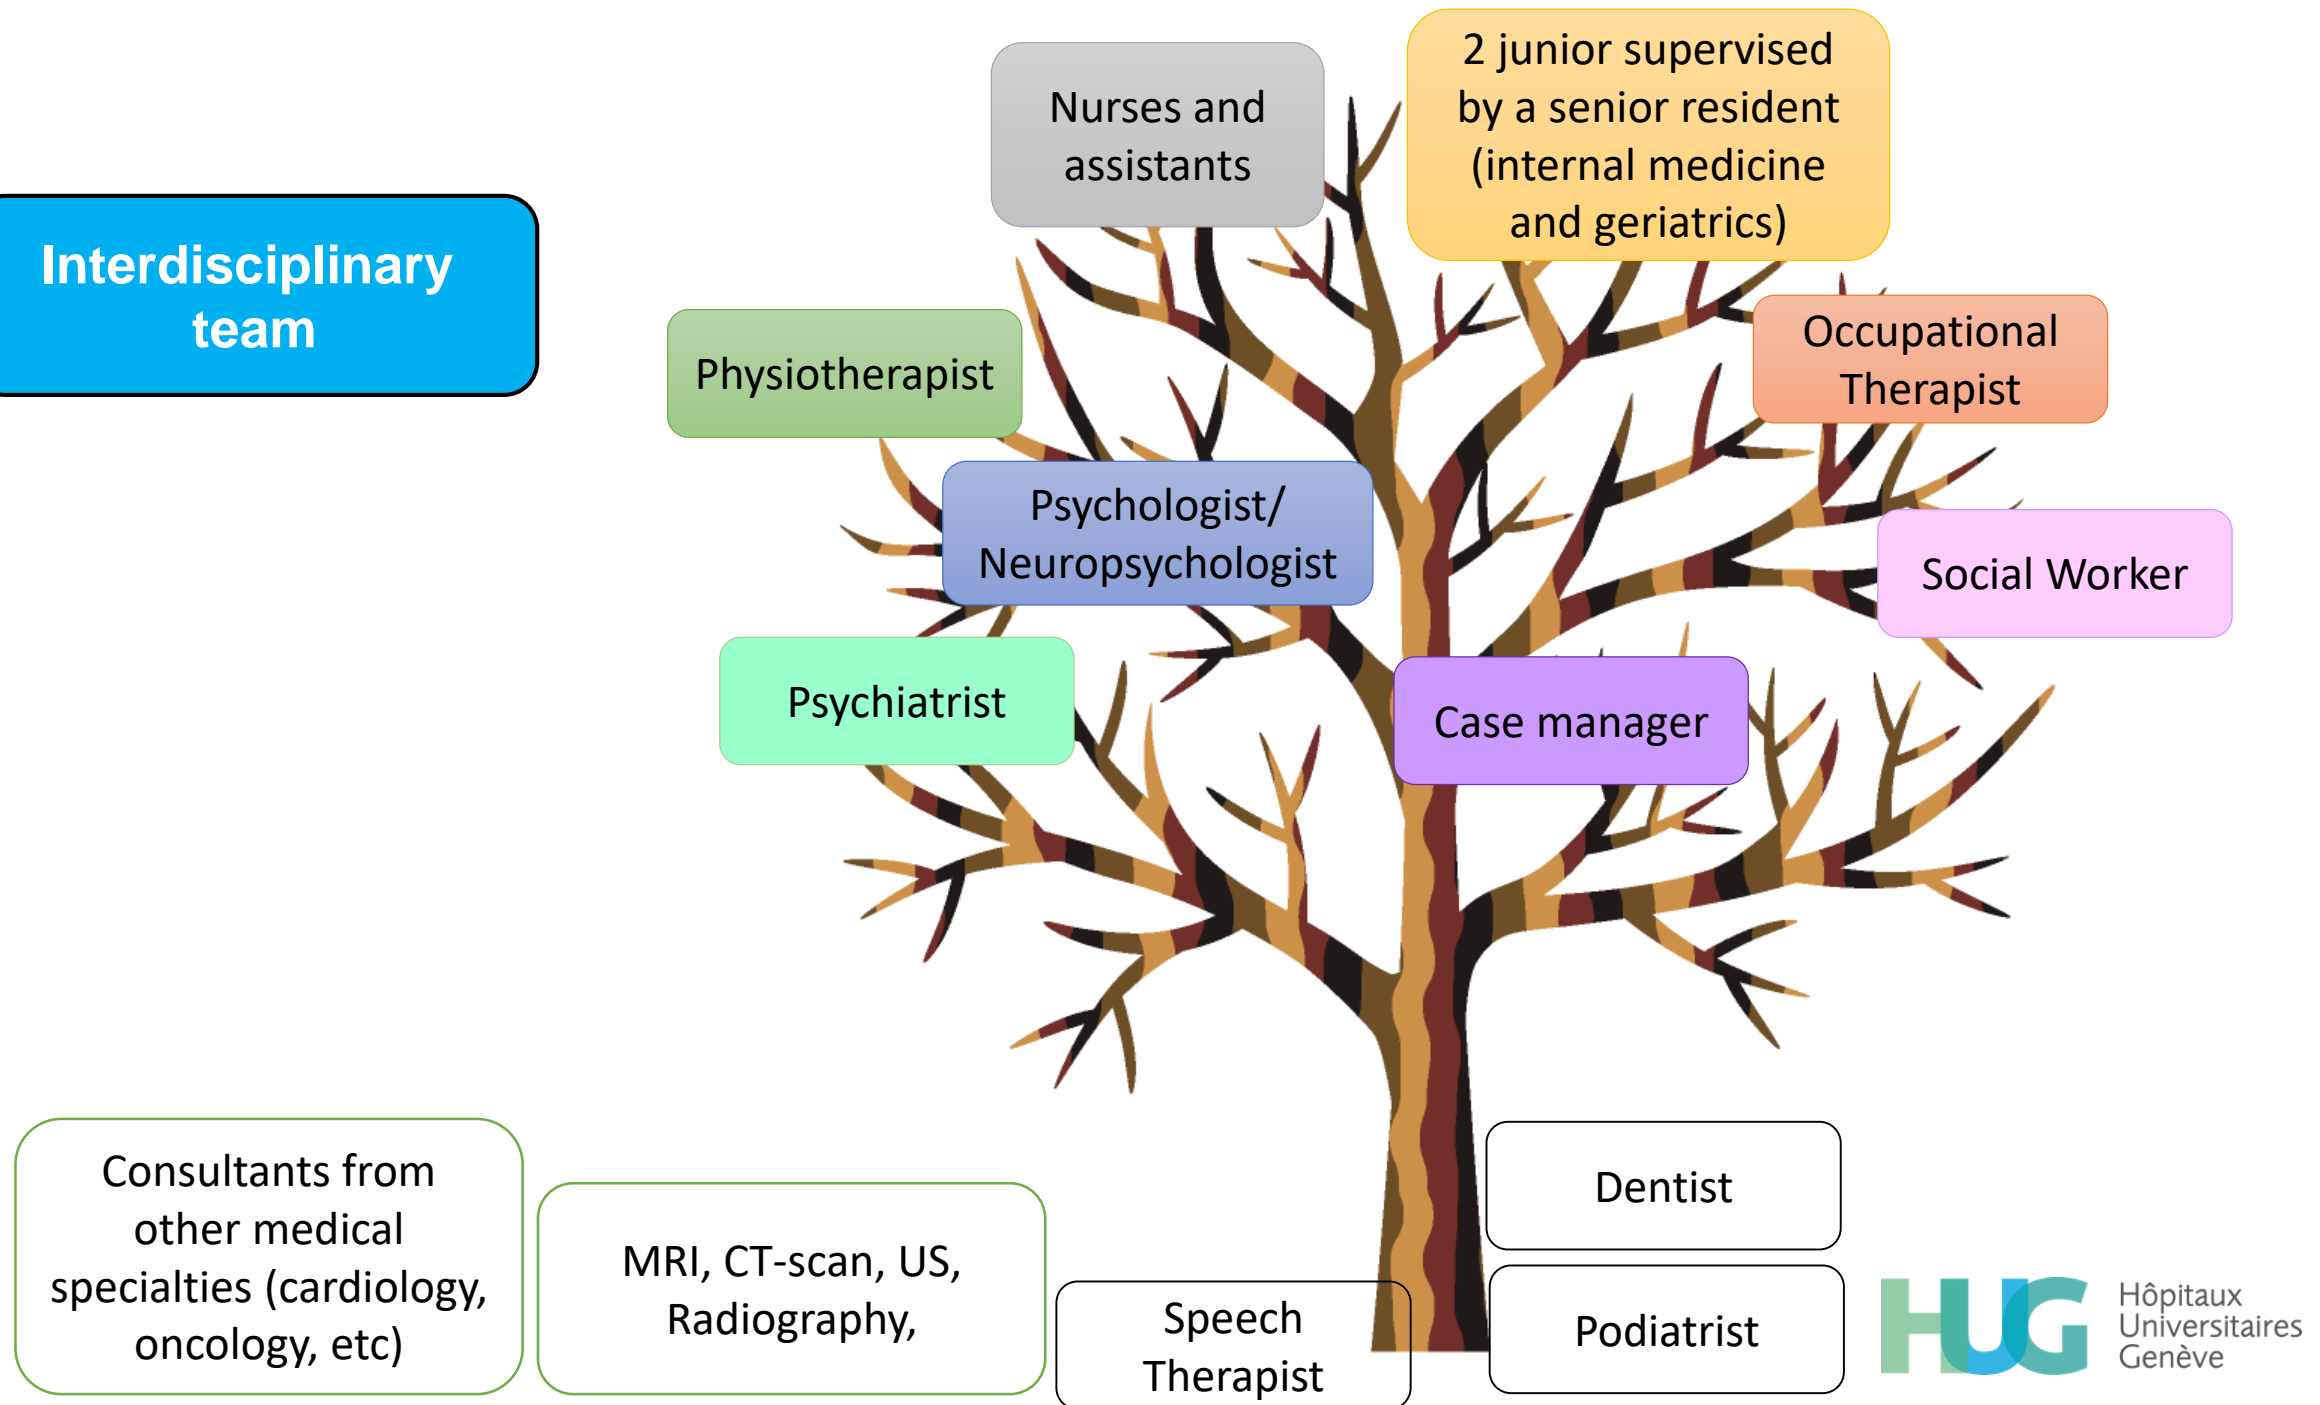 Interdisciplinary
team
Nurses and
assistants
2 junior supervised
by a senior resident
(internal medicine
and geriatrics)
Physiotherapist
Occupational
Therapist
Psychologist/
Neuropsychologist
Social Worker
Psychiatrist
Case manager
Consultants from
other medical
specialties (cardiology,
oncology, etc)
MRI, CT-scan, US,
Radiography,
Speech
Therapist
Dentist
Podiatrist
HUG
Hôpitaux
Universitaires
Genève